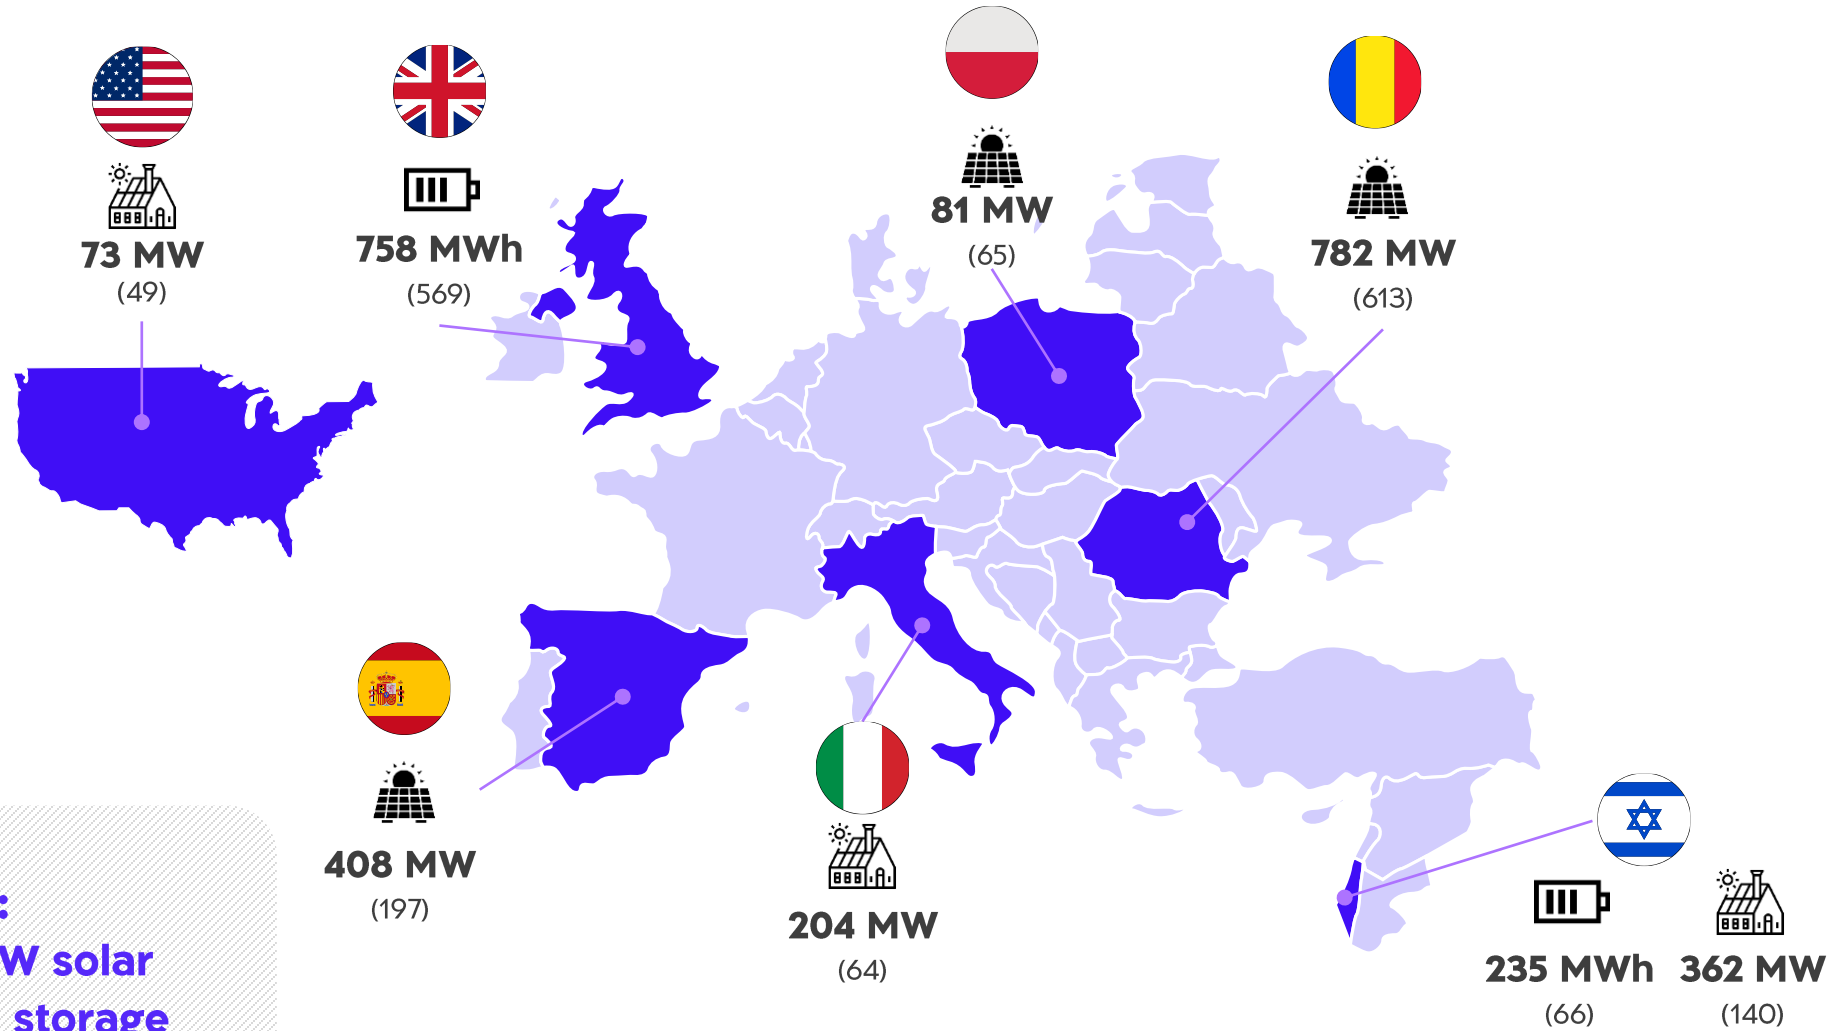 73 MW
(49)
758 MWh
(569)
81 MW
(65)
782 MW
(613)
408 MW
(197)
204 MW
(64)
235 MWh
(66)
362 MW
(140)
:
W solar
storage